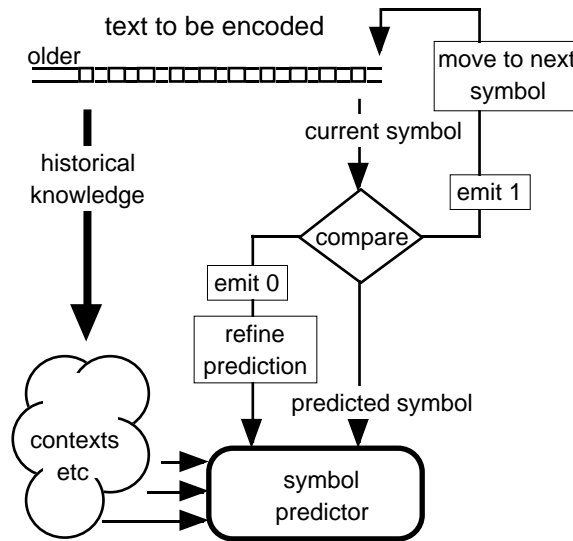 text to be encoded
older
move to next
symbol
current symbol
historical
knowledge
emit 1
compare
emit 0
refine
prediction
predicted symbol
contexts
etc
symbol
predictor